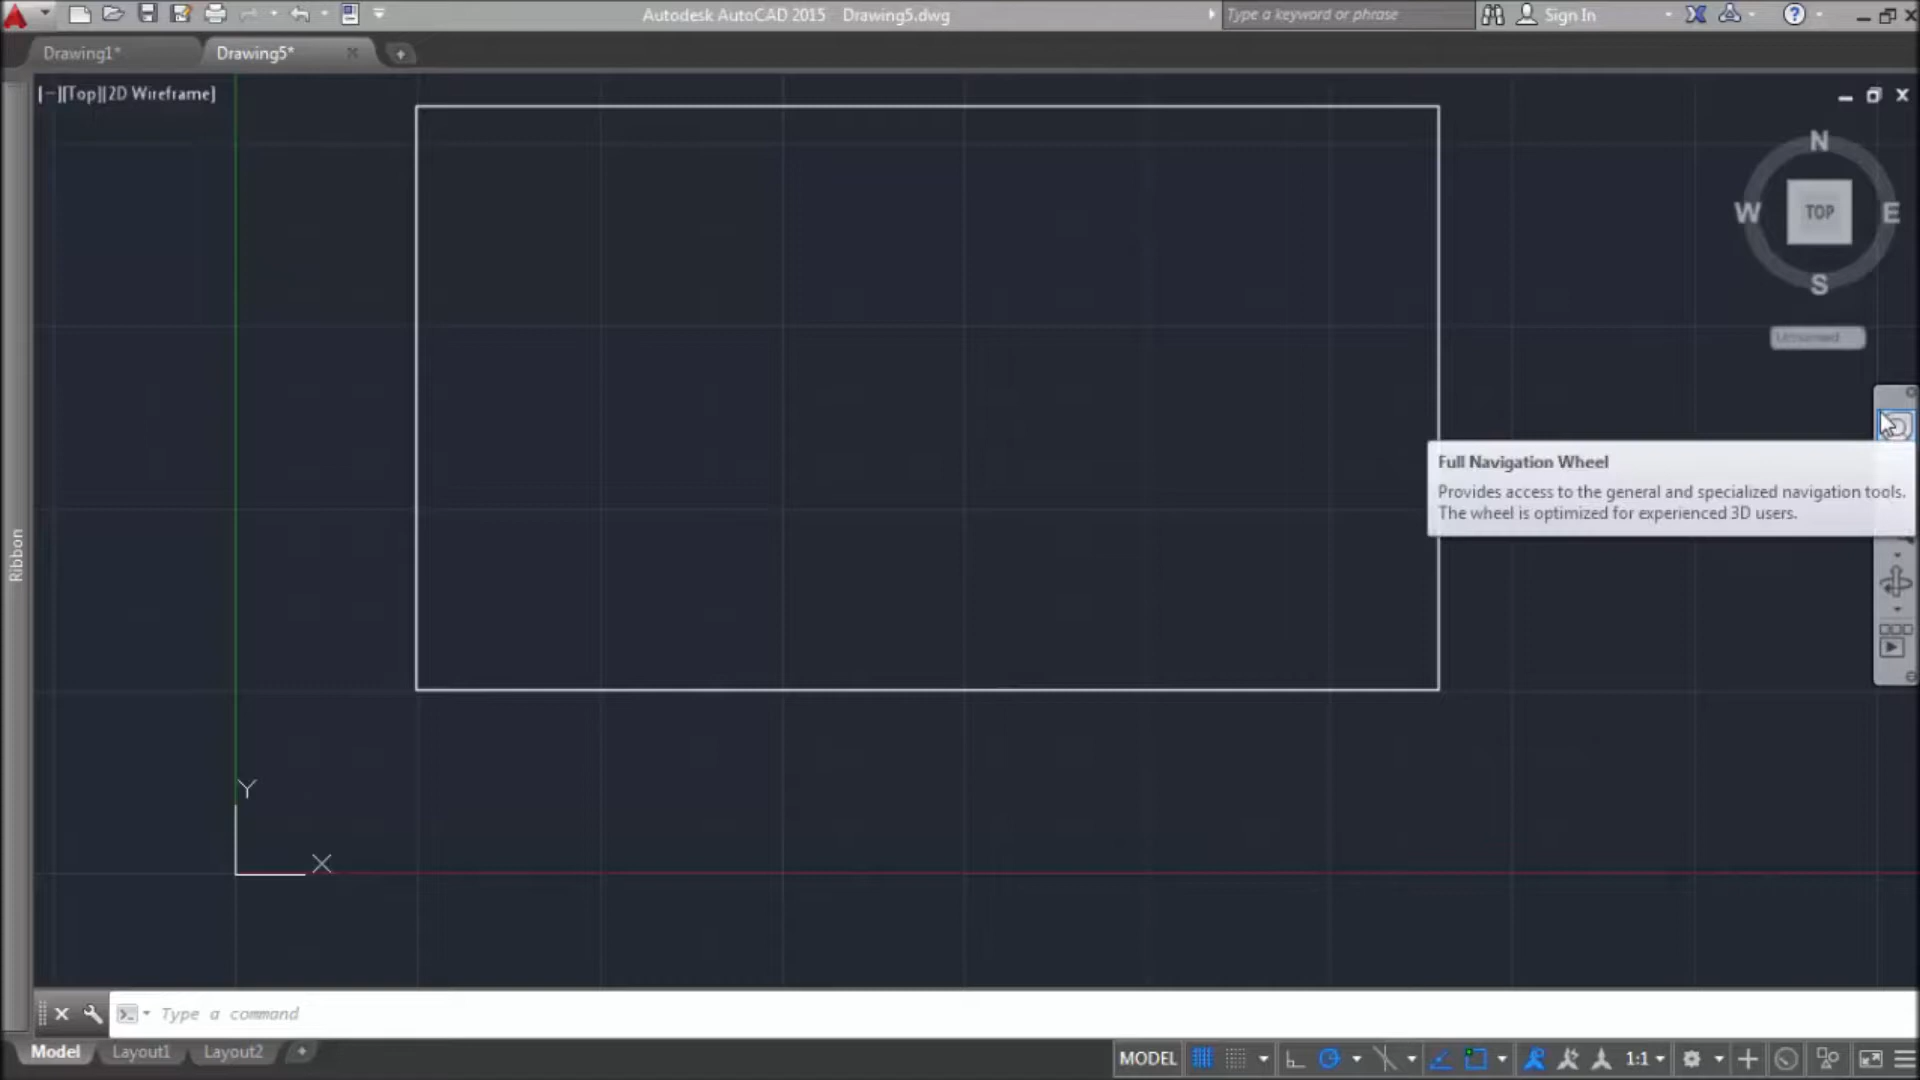 Autodesk AutoCAD 2015 Drawing5.dwg
Type a keyword or phrase
Sign In
?
Drawing1*
Drawing5*
[−][Top][2D Wireframe]
N
W
TOP
E
S
Unnamed
Full Navigation Wheel
Provides access to the general and specialized navigation tools.
The wheel is optimized for experienced 3D users.
Ribbon
Y
X
Type a command
Model
Layout1
Layout2
MODEL
1:1